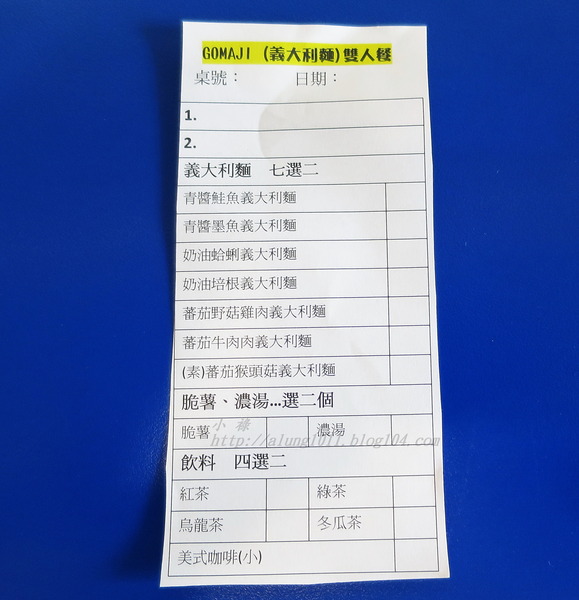 GOMAJI (義大利麵)雙人餐
桌號： 日期：
1.
2.
義大利麵 七選二
青醬鮭魚義大利麵
青醬墨魚義大利麵
奶油蛤蜊義大利麵
奶油培根義大利麵
蕃茄野菇雞肉義大利麵
蕃茄牛肉肉義大利麵
(素)蕃茄猴頭菇義大利麵
脆薯、濃湯...選二個
脆薯 濃湯
小祿
http://alung1011.blog104.com
飲料 四選二
紅茶 綠茶
烏龍茶 冬瓜茶
美式咖啡(小)